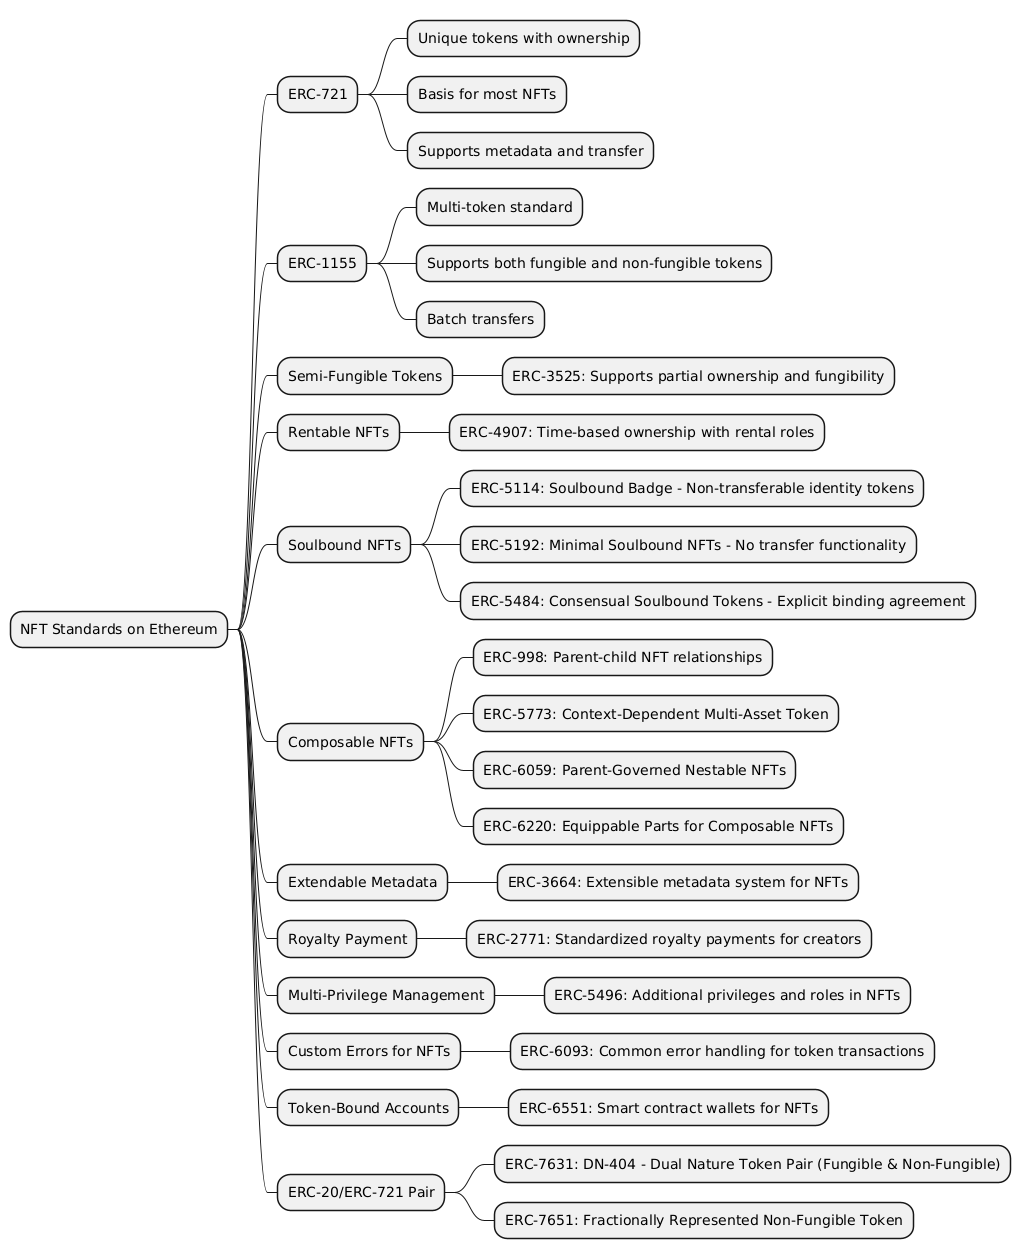 NFT Standards on Ethereum
ERC-721
Unique tokens with ownership
Basis for most NFTs
Supports metadata and transfer
ERC-1155
Multi-token standard
Supports both fungible and non-fungible tokens
Batch transfers
Semi-Fungible Tokens
ERC-3525: Supports partial ownership and fungibility
Rentable NFTs
ERC-4907: Time-based ownership with rental roles
Soulbound NFTs
ERC-5114: Soulbound Badge - Non-transferable identity tokens
ERC-5192: Minimal Soulbound NFTs - No transfer functionality
ERC-5484: Consensual Soulbound Tokens - Explicit binding agreement
Composable NFTs
ERC-998: Parent-child NFT relationships
ERC-5773: Context-Dependent Multi-Asset Token
ERC-6059: Parent-Governed Nestable NFTs
ERC-6220: Equippable Parts for Composable NFTs
Extendable Metadata
ERC-3664: Extensible metadata system for NFTs
Royalty Payment
ERC-2771: Standardized royalty payments for creators
Multi-Privilege Management
ERC-5496: Additional privileges and roles in NFTs
Custom Errors for NFTs
ERC-6093: Common error handling for token transactions
Token-Bound Accounts
ERC-6551: Smart contract wallets for NFTs
ERC-20/ERC-721 Pair
ERC-7631: DN-404 - Dual Nature Token Pair (Fungible & Non-Fungible)
ERC-7651: Fractionally Represented Non-Fungible Token